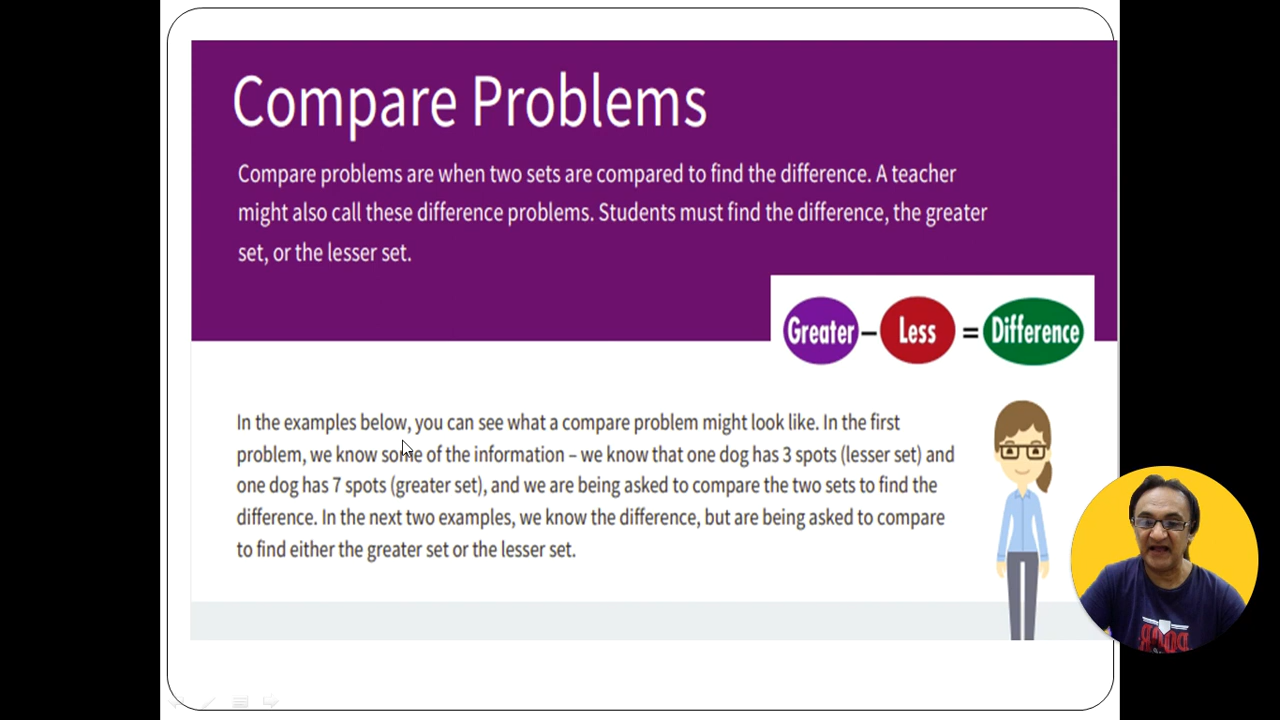 Compare Problems
Compare problems are when two sets are compared to find the difference. A teacher
might also call these difference problems. Students must find the difference, the greater
set, or the lesser set.
Greater – Less = Difference
In the examples below, you can see what a compare problem might look like. In the first
problem, we know some of the information – we know that one dog has 3 spots (lesser set) and
one dog has 7 spots (greater set), and we are being asked to compare the two sets to find the
difference. In the next two examples, we know the difference, but are being asked to compare
to find either the greater set or the lesser set.